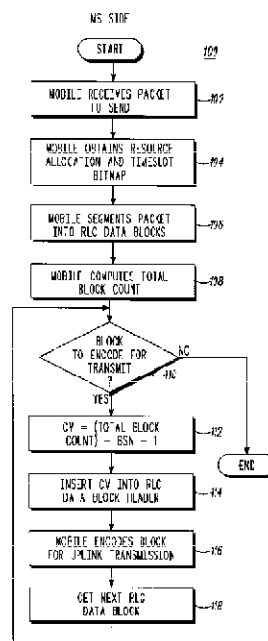 MS SIDE
START
100
MOBILE RECEIVES PACKET
TO SEND
102
MOBILE OBTAINS RESOURCE
ALLOCATION AND TIMESLOT
BITMAP
104
MOBILE SEGMENTS PACKET
INTO RLC DATA BLOCKS
106
MOBILE COMPUTES TOTAL
BLOCK COUNT
108
BLOCK
TO ENCODE FOR
TRANSMIT
?
NO
110
YES
CV = (TOTAL BLOCK
COUNT) - BSN - 1
112
END
INSERT CV INTO RLC
DATA BLOCK HEADER
114
MOBILE ENCODES BLOCK
FOR UPLINK TRANSMISSION
116
GET NEXT RLC
DATA BLOCK
118